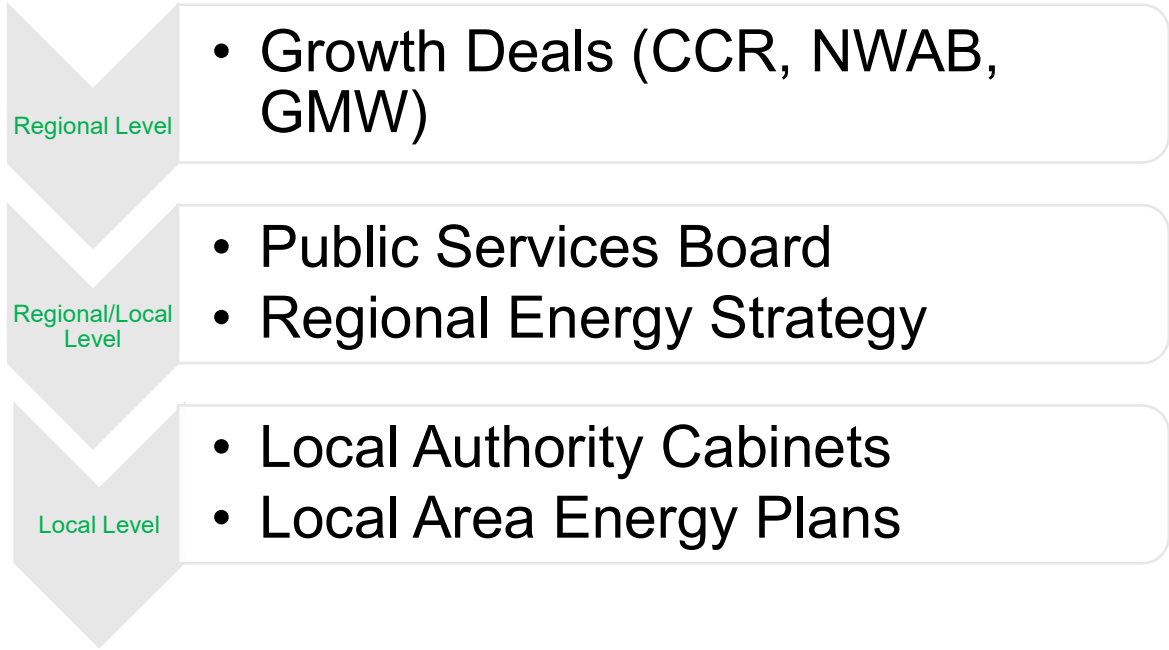 Regional Level
• Growth Deals (CCR, NWAB,
GMW)
Regional/Local
Level
• Public Services Board
• Regional Energy Strategy
Local Level
• Local Authority Cabinets
• Local Area Energy Plans